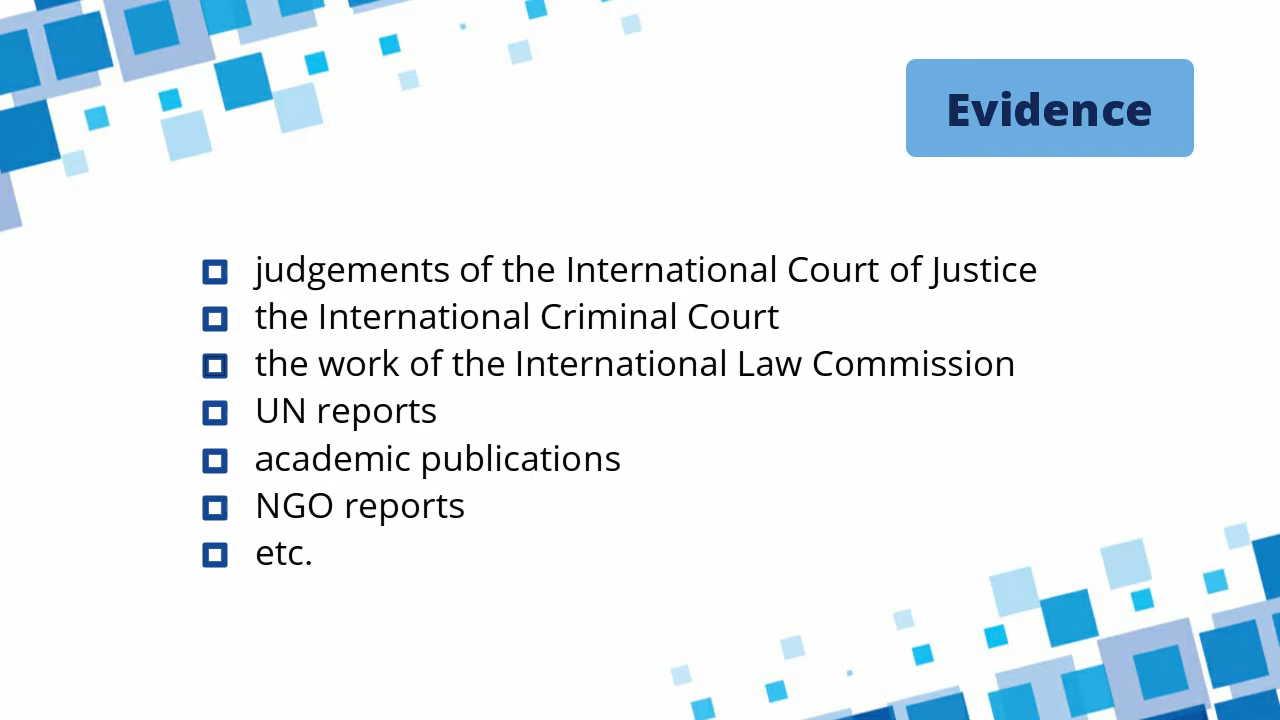 Evidence
judgements of the International Court of Justice
the International Criminal Court
the work of the International Law Commission
UN reports
academic publications
NGO reports
etc.